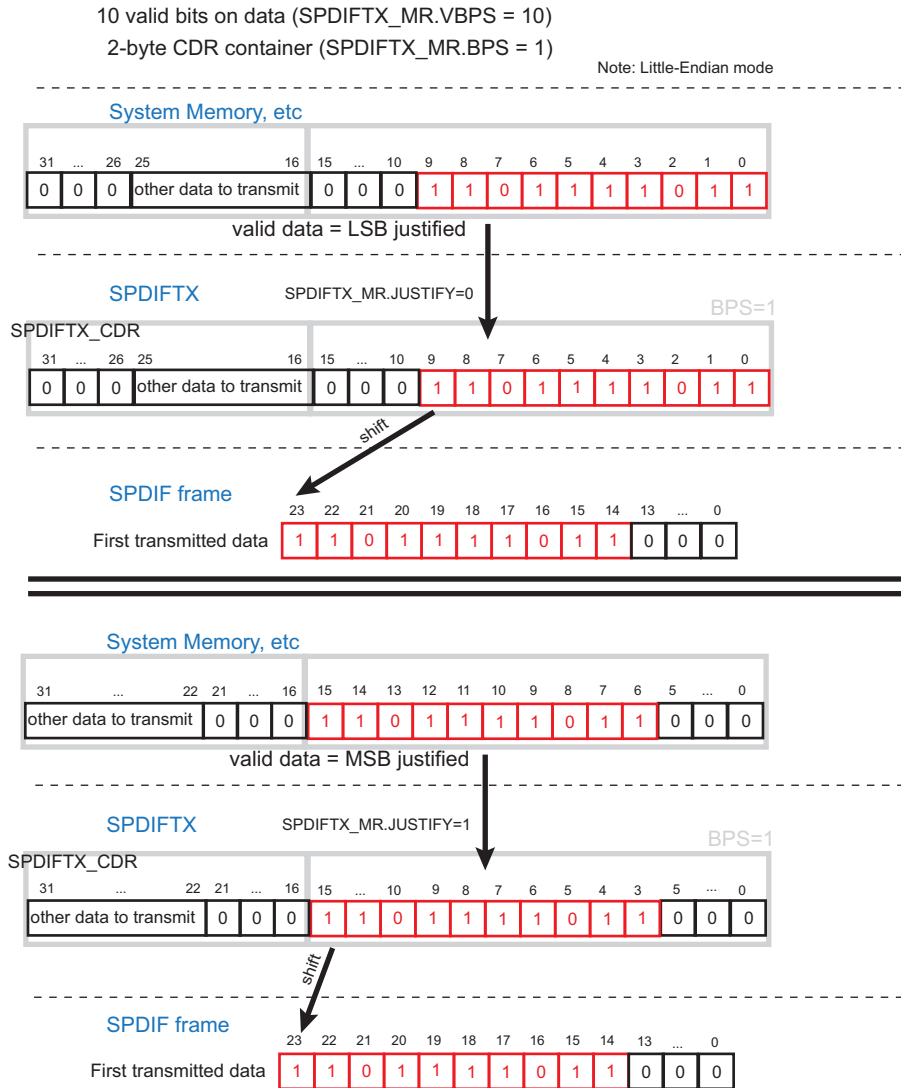 10 valid bits on data (SPDIFTX_MR.VBPS = 10)
2-byte CDR container (SPDIFTX_MR.BPS = 1)
Note: Little-Endian mode
System Memory, etc
31 ... 26 25 16 15 ... 10 9 8 7 6 5 4 3 2 1 0
0 0 0 other data to transmit 0 0 0 1 1 0 1 1 1 1 0 1 1
valid data = LSB justified
SPDIFTX SPDIFTX_MR.JUSTIFY=0
BPS=1
SPDIFTX_CDR
31 ... 26 25 16 15 ... 10 9 8 7 6 5 4 3 2 1 0
0 0 0 other data to transmit 0 0 0 1 1 0 1 1 1 1 0 1 1
shift
SPDIF frame
23 22 21 20 19 18 17 16 15 14 13 ... 0
First transmitted data 1 1 0 1 1 1 1 0 1 1 0 0 0
System Memory, etc
31 ... 22 21 ... 16 15 14 13 12 11 10 9 8 7 6 5 ... 0
other data to transmit 0 0 0 1 1 0 1 1 1 1 0 1 1 0 0 0
valid data = MSB justified
SPDIFTX SPDIFTX_MR.JUSTIFY=1
BPS=1
SPDIFTX_CDR
31 ... 22 21 ... 16 15 ... 10 9 8 7 6 5 4 3 5 ... 0
other data to transmit 0 0 0 1 1 0 1 1 1 1 0 1 1 0 0 0
shift
SPDIF frame
23 22 21 20 19 18 17 16 15 14 13 ... 0
First transmitted data 1 1 0 1 1 1 1 0 1 1 0 0 0